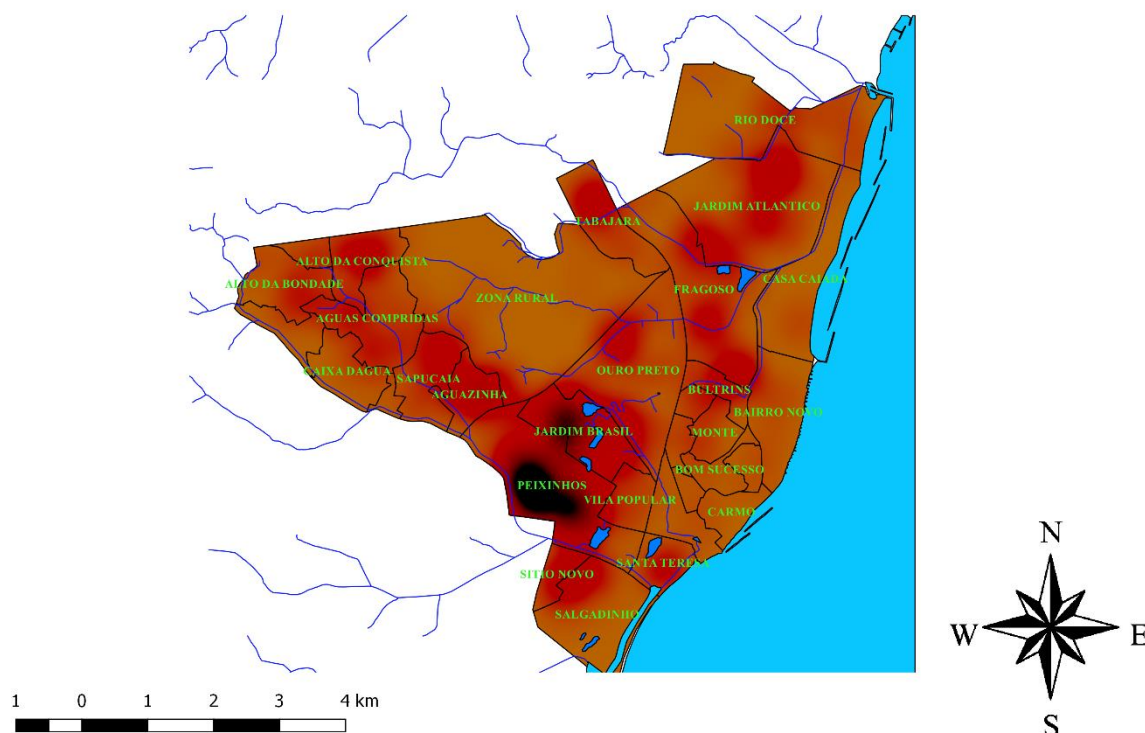 RIO DOCE
JARDIM ATLANTICO
TABAJARA
ALTO DA CONQUISTA
ALTO DA BONDADE
ZONA RURAL
FRAGOSO
CASA CAIADA
AGUAS COMPRIDAS
CAIXA DAGUA
SAPUCAIA
AGUAZINHA
OURO PRETO
BULTRINS
BAIRRO NOVO
JARDIM BRASIL
MONTE
BOM SUCESSO
PEIXINHOS
VILA POPULAR
CARMO
SANTA TERESA
SITIO NOVO
SALGADINHO
N
W
E
S
1 0 1 2 3 4 km